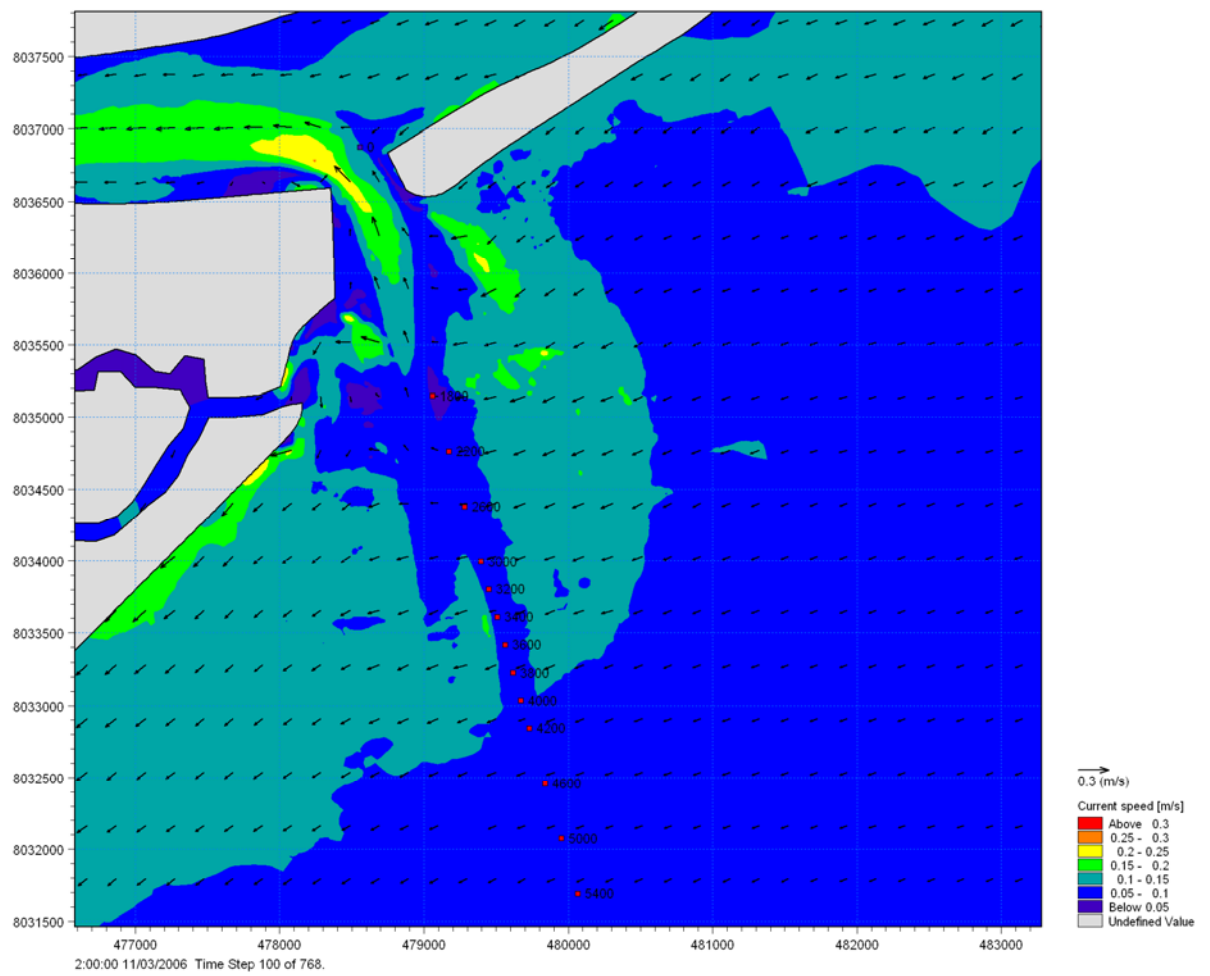 8037500
8037000
8036500
8036000
8035500
8035000
8034500
8034000
8033500
8033000
8032500
8032000
8031500
0
1800
2200
2600
3000
3200
3400
3600
3800
4000
4200
4600
5000
5400
477000 478000 479000 480000 481000 482000 483000
2:00:00 11/03/2006 Time Step 100 of 768.
0.3 (m/s)
Current speed [m/s]
Above 0.3
0.25 - 0.3
0.2 - 0.25
0.15 - 0.2
0.1 - 0.15
0.05 - 0.1
Below 0.05
Undefined Value